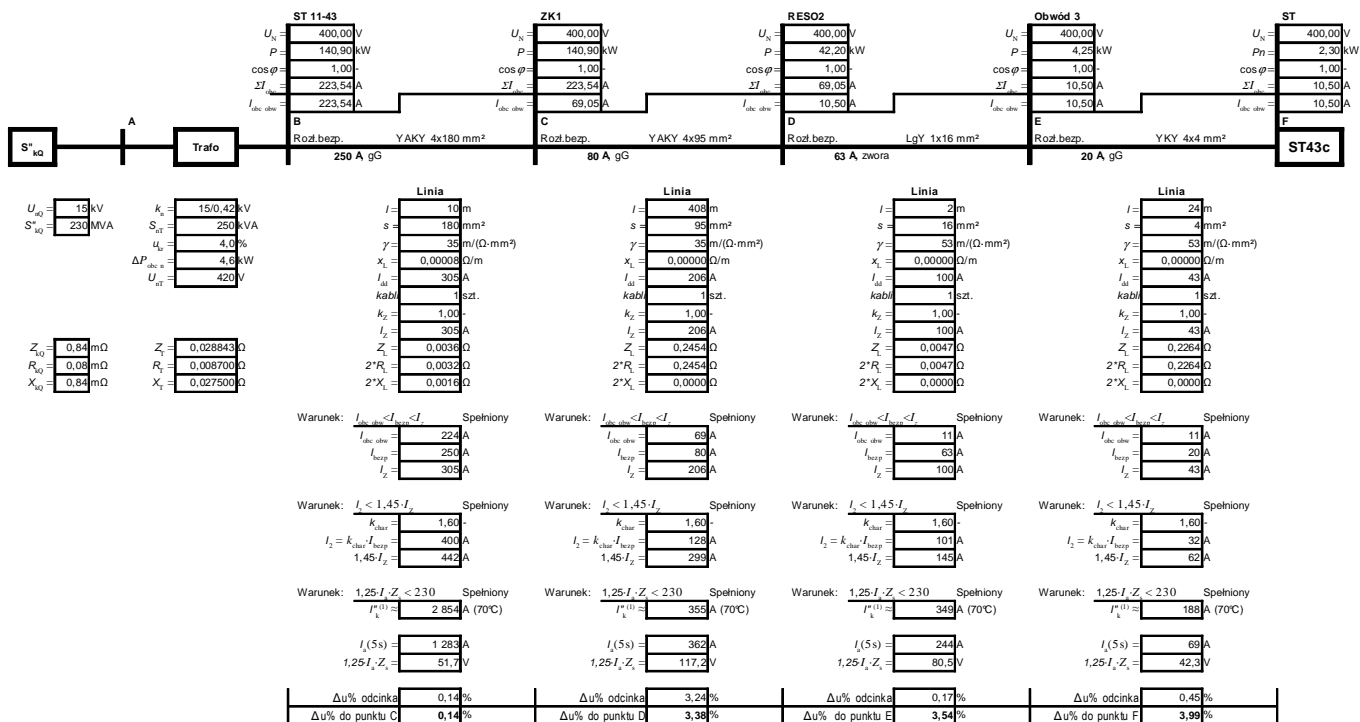 ST 11-43 ZK1 RESO2 Obwód 3 ST
U_N = 400,00 V U_N = 400,00 V U_N = 400,00 V U_N = 400,00 V U_N = 400,00 V
P = 140,90 kW P = 140,90 kW P = 42,20 kW P = 4,25 kW Pn = 2,30 kW
cosφ = 1,00 - cosφ = 1,00 - cosφ = 1,00 - cosφ = 1,00 - cosφ = 1,00 -
ΣI_obc = 223,54 A ΣI_obc = 223,54 A ΣI_obc = 69,05 A ΣI_obc = 10,50 A ΣI_obc = 10,50 A
I_obc obw = 223,54 A I_obc obw = 69,05 A I_obc obw = 10,50 A I_obc obw = 10,50 A I_obc obw = 10,50 A
A B C D E F
S"_kQ Trafo Rozł.bezp. YAKY 4x180 mm² Rozł.bezp. YAKY 4x95 mm² Rozł.bezp. LgY 1x16 mm² Rozł.bezp. YKY 4x4 mm² ST43c
250 A, gG 80 A, gG 63 A, zwora 20 A, gG
Linia Linia Linia Linia
U_nQ = 15 kV k_n = 15/0,42 kV l = 10 m l = 408 m l = 2 m l = 24 m
S"_kQ = 230 MVA S_nT = 250 kVA s = 180 mm² s = 95 mm² s = 16 mm² s = 4 mm²
u_kr = 4,0 % γ = 35 m/(Ω·mm²) γ = 35 m/(Ω·mm²) γ = 53 m/(Ω·mm²) γ = 53 m/(Ω·mm²)
ΔP_obc n = 4,6 kW x_L = 0,00008 Ω/m x_L = 0,00000 Ω/m x_L = 0,00000 Ω/m x_L = 0,00000 Ω/m
U_nT = 420 V I_dd = 305 A I_dd = 206 A I_dd = 100 A I_dd = 43 A
kabli 1 szt. kabli 1 szt. kabli 1 szt. kabli 1 szt.
k_Z = 1,00 - k_Z = 1,00 - k_Z = 1,00 - k_Z = 1,00 -
I_Z = 305 A I_Z = 206 A I_Z = 100 A I_Z = 43 A
Z_kQ = 0,84 mΩ Z_T = 0,028843 Ω Z_L = 0,0036 Ω Z_L = 0,2454 Ω Z_L = 0,0047 Ω Z_L = 0,2264 Ω
R_kQ = 0,08 mΩ R_T = 0,008700 Ω 2*R_L = 0,0032 Ω 2*R_L = 0,2454 Ω 2*R_L = 0,0047 Ω 2*R_L = 0,2264 Ω
X_kQ = 0,84 mΩ X_T = 0,027500 Ω 2*X_L = 0,0016 Ω 2*X_L = 0,0000 Ω 2*X_L = 0,0000 Ω 2*X_L = 0,0000 Ω
Warunek: I_obc obw<I_bezp<I_z Spełniony Warunek: I_obc obw<I_bezp<I_z Spełniony Warunek: I_obc obw<I_bezp<I_z Spełniony Warunek: I_obc obw<I_bezp<I_z Spełniony
I_obc obw = 224 A I_obc obw = 69 A I_obc obw = 11 A I_obc obw = 11 A
I_bezp = 250 A I_bezp = 80 A I_bezp = 63 A I_bezp = 20 A
I_Z = 305 A I_Z = 206 A I_Z = 100 A I_Z = 43 A
Warunek: I_2 < 1,45·I_Z Spełniony Warunek: I_2 < 1,45·I_Z Spełniony Warunek: I_2 < 1,45·I_Z Spełniony Warunek: I_2 < 1,45·I_Z Spełniony
k_char = 1,60 - k_char = 1,60 - k_char = 1,60 - k_char = 1,60 -
I_2 = k_char·I_bezp = 400 A I_2 = k_char·I_bezp = 128 A I_2 = k_char·I_bezp = 101 A I_2 = k_char·I_bezp = 32 A
1,45·I_Z = 442 A 1,45·I_Z = 299 A 1,45·I_Z = 145 A 1,45·I_Z = 62 A
Warunek: 1,25·I_a·Z_s < 230 Spełniony Warunek: 1,25·I_a·Z_s < 230 Spełniony Warunek: 1,25·I_a·Z_s < 230 Spełniony Warunek: 1,25·I_a·Z_s < 230 Spełniony
I"_k^(1) ≈ 2 854 A (70°C) I"_k^(1) ≈ 355 A (70°C) I"_k^(1) ≈ 349 A (70°C) I"_k^(1) ≈ 188 A (70°C)
I_a(5s) = 1 283 A I_a(5s) = 362 A I_a(5s) = 244 A I_a(5s) = 69 A
1,25·I_a·Z_s = 51,7 V 1,25·I_a·Z_s = 117,2 V 1,25·I_a·Z_s = 80,5 V 1,25·I_a·Z_s = 42,3 V
Δu% odcinka 0,14 % Δu% odcinka 3,24 % Δu% odcinka 0,17 % Δu% odcinka 0,45 %
Δu% do punktu C 0,14 % Δu% do punktu D 3,38 % Δu% do punktu E 3,54 % Δu% do punktu F 3,99 %